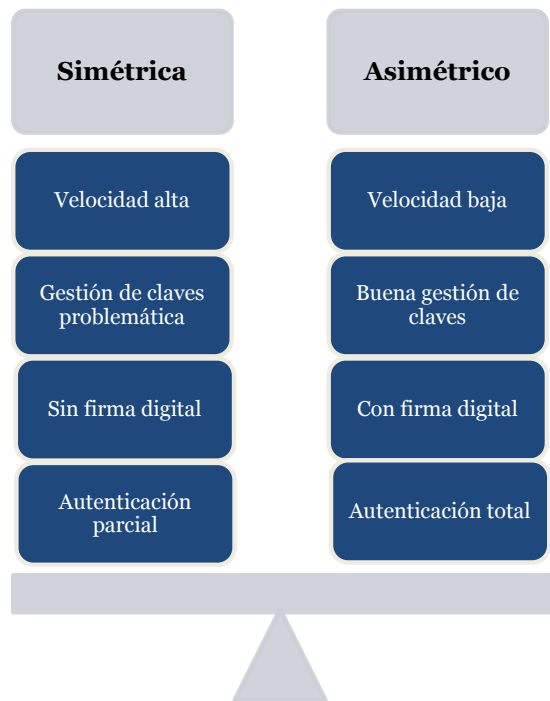 Simétrica
Velocidad alta
Gestión de claves
problemática
Sin firma digital
Autenticación
parcial
Asimétrico
Velocidad baja
Buena gestión de
claves
Con firma digital
Autenticación total